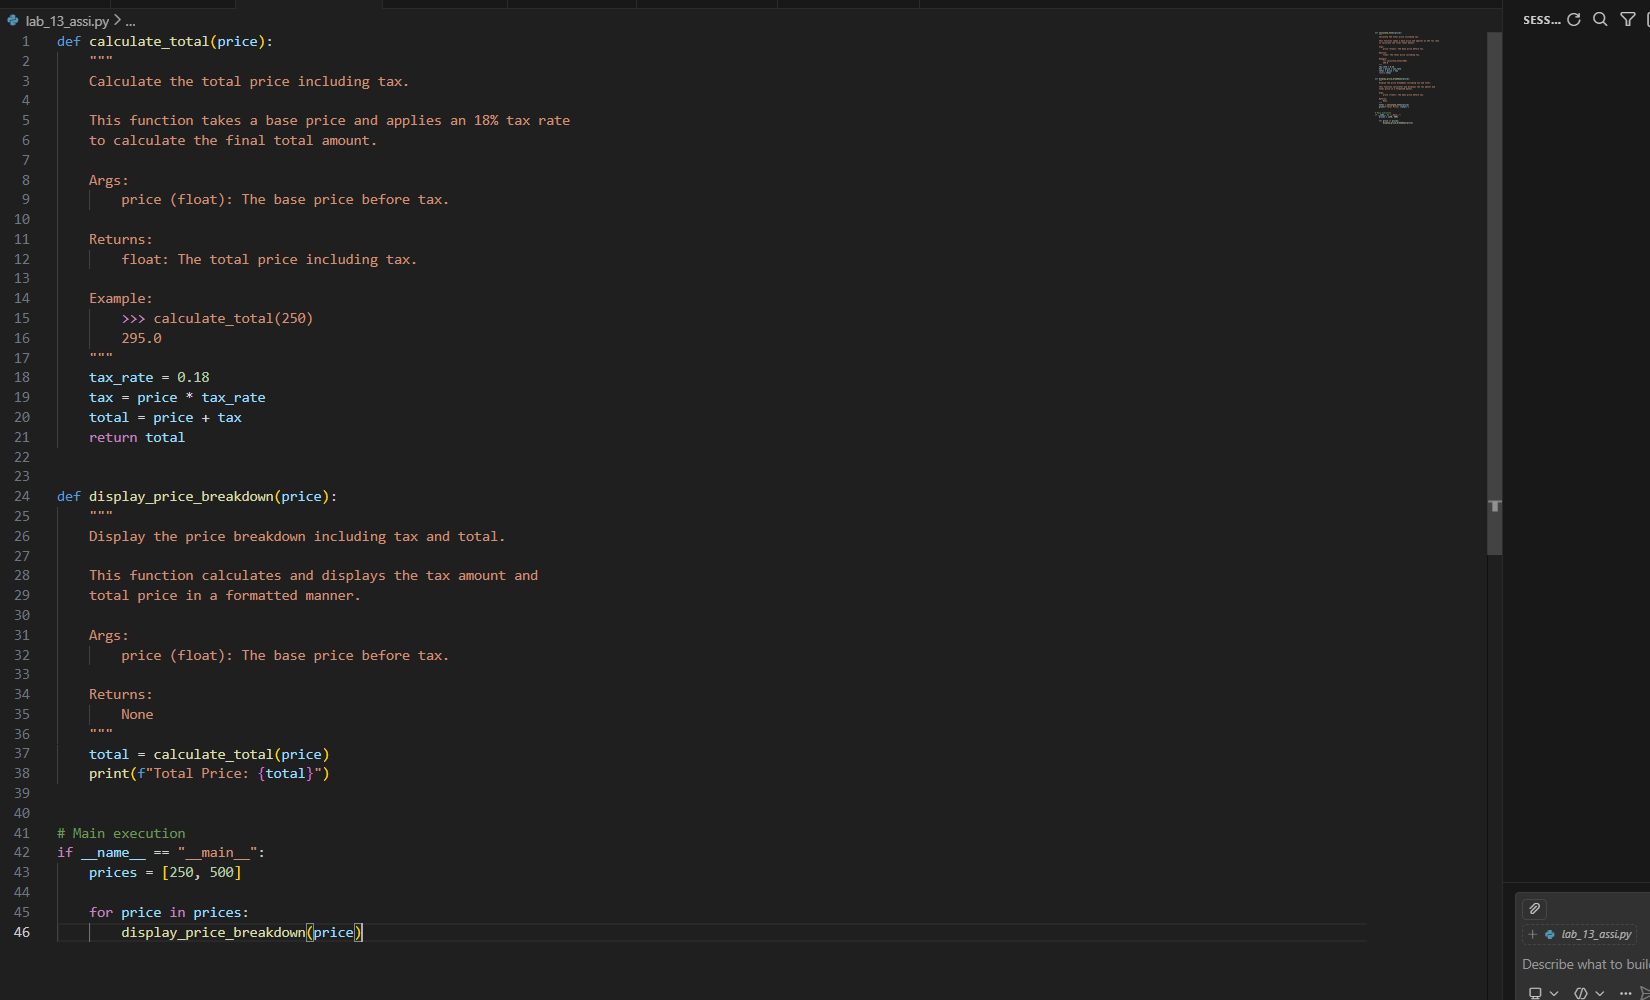 lab_13_assi.py > ...
SESS...
1 def calculate_total(price):
2     """
3     Calculate the total price including tax.
4
5     This function takes a base price and applies an 18% tax rate
6     to calculate the final total amount.
7
8     Args:
9         price (float): The base price before tax.
10
11     Returns:
12         float: The total price including tax.
13
14     Example:
15         >>> calculate_total(250)
16         295.0
17     """
18     tax_rate = 0.18
19     tax = price * tax_rate
20     total = price + tax
21     return total
22
23
24 def display_price_breakdown(price):
25     """
26     Display the price breakdown including tax and total.
27
28     This function calculates and displays the tax amount and
29     total price in a formatted manner.
30
31     Args:
32         price (float): The base price before tax.
33
34     Returns:
35         None
36     """
37     total = calculate_total(price)
38     print(f"Total Price: {total}")
39
40
41 # Main execution
42 if __name__ == "__main__":
43     prices = [250, 500]
44
45     for price in prices:
46         display_price_breakdown(price)
+ lab_13_assi.py
Describe what to buil